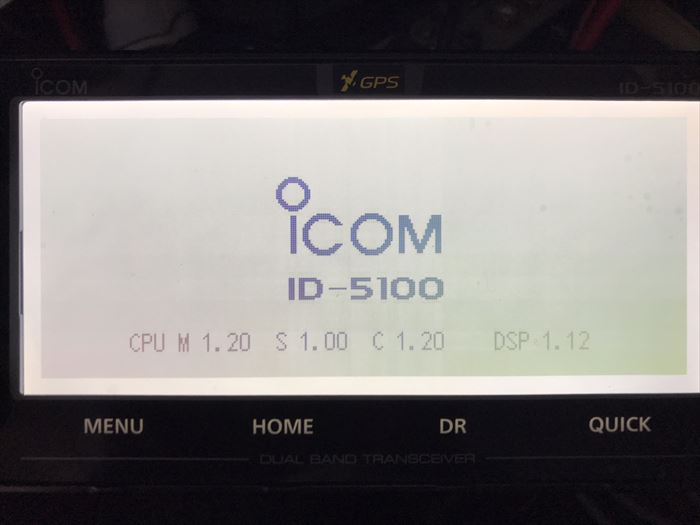 ICOM GPS ID-5100
ICOM
ID-5100
CPU M 1.20 S 1.00 C 1.20 DSP 1.12
MENU HOME DR QUICK
DUAL BAND TRANSCEIVER